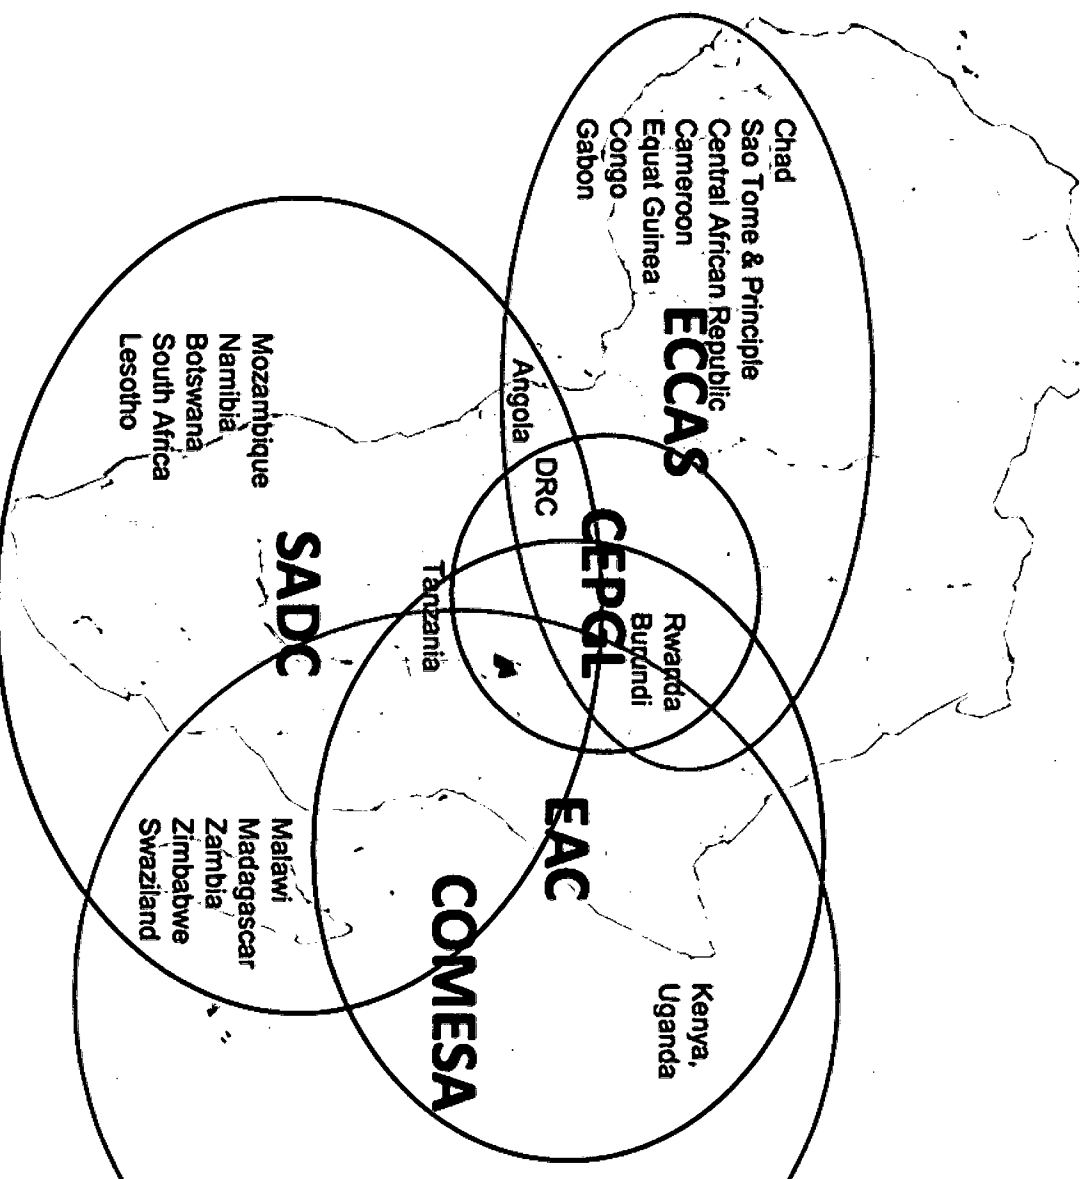 Chad
Sao Tome & Principle
Central African Republic
Cameroon
Equat Guinea
Congo
Gabon
ECCAS
Angola
DRC
CEPGL
Rwanda
Burundi
Tanzania
EAC
Kenya,
Uganda
COMESA
SADC
Mozambique
Namibia
Botswana
South Africa
Lesotho
Malawi
Madagascar
Zambia
Zimbabwe
Swaziland